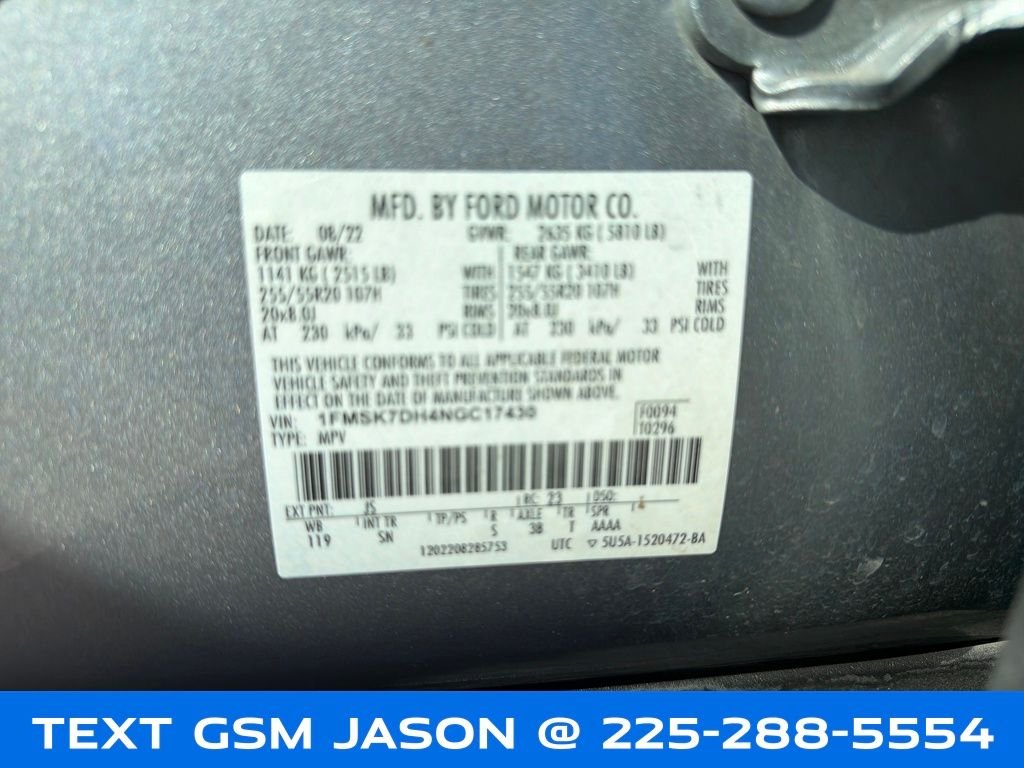 MFD. BY FORD MOTOR CO.
DATE: 08/22 GVWR: 2635 KG ( 5810 LB)
FRONT GAWR: REAR GAWR:
1141 KG ( 2515 LB) WITH 1547 KG ( 3410 LB) WITH
255/55R20 107H TIRES 255/55R20 107H TIRES
20x8.0J RIMS 20x8.0J RIMS
AT 230 kPa/ 33 PSI COLD AT 230 kPa/ 33 PSI COLD
THIS VEHICLE CONFORMS TO ALL APPLICABLE FEDERAL MOTOR
VEHICLE SAFETY AND THEFT PREVENTION STANDARDS IN
EFFECT ON THE DATE OF MANUFACTURE SHOWN ABOVE.
VIN: 1FMSK7DH4NGC17430 F0094
TYPE: MPV T0296
EXT PNT: JS RC: 23 DSO:
WB INT TR TP/PS R AXLE TR SPR
119 SN S 3B T AAAA
1202208285753 UTC ▽ 5U5A-1520472-BA
TEXT GSM JASON @ 225-288-5554